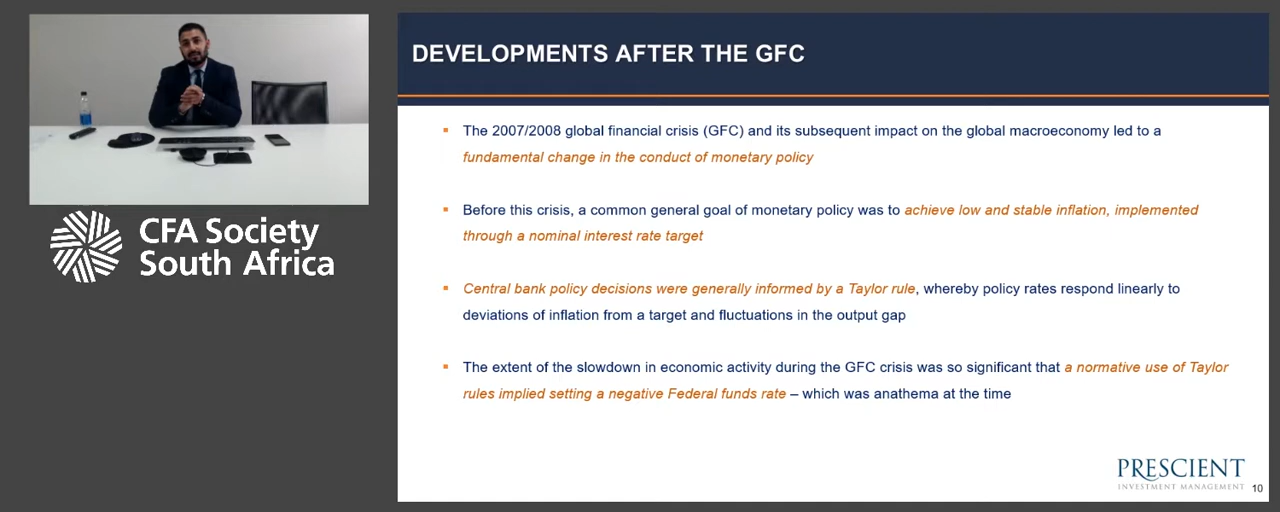 CFA Society
South Africa
DEVELOPMENTS AFTER THE GFC
▪ The 2007/2008 global financial crisis (GFC) and its subsequent impact on the global macroeconomy led to a
fundamental change in the conduct of monetary policy
▪ Before this crisis, a common general goal of monetary policy was to achieve low and stable inflation, implemented
through a nominal interest rate target
▪ Central bank policy decisions were generally informed by a Taylor rule, whereby policy rates respond linearly to
deviations of inflation from a target and fluctuations in the output gap
▪ The extent of the slowdown in economic activity during the GFC crisis was so significant that a normative use of Taylor
rules implied setting a negative Federal funds rate – which was anathema at the time
PRESCIENT
INVESTMENT MANAGEMENT
10